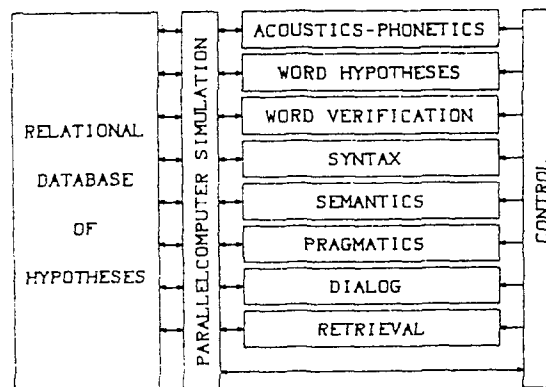 RELATIONAL
DATABASE
OF
HYPOTHESES
PARALLELCOMPUTER SIMULATION
ACOUSTICS-PHONETICS
WORD HYPOTHESES
WORD VERIFICATION
SYNTAX
SEMANTICS
PRAGMATICS
DIALOG
RETRIEVAL
CONTROL